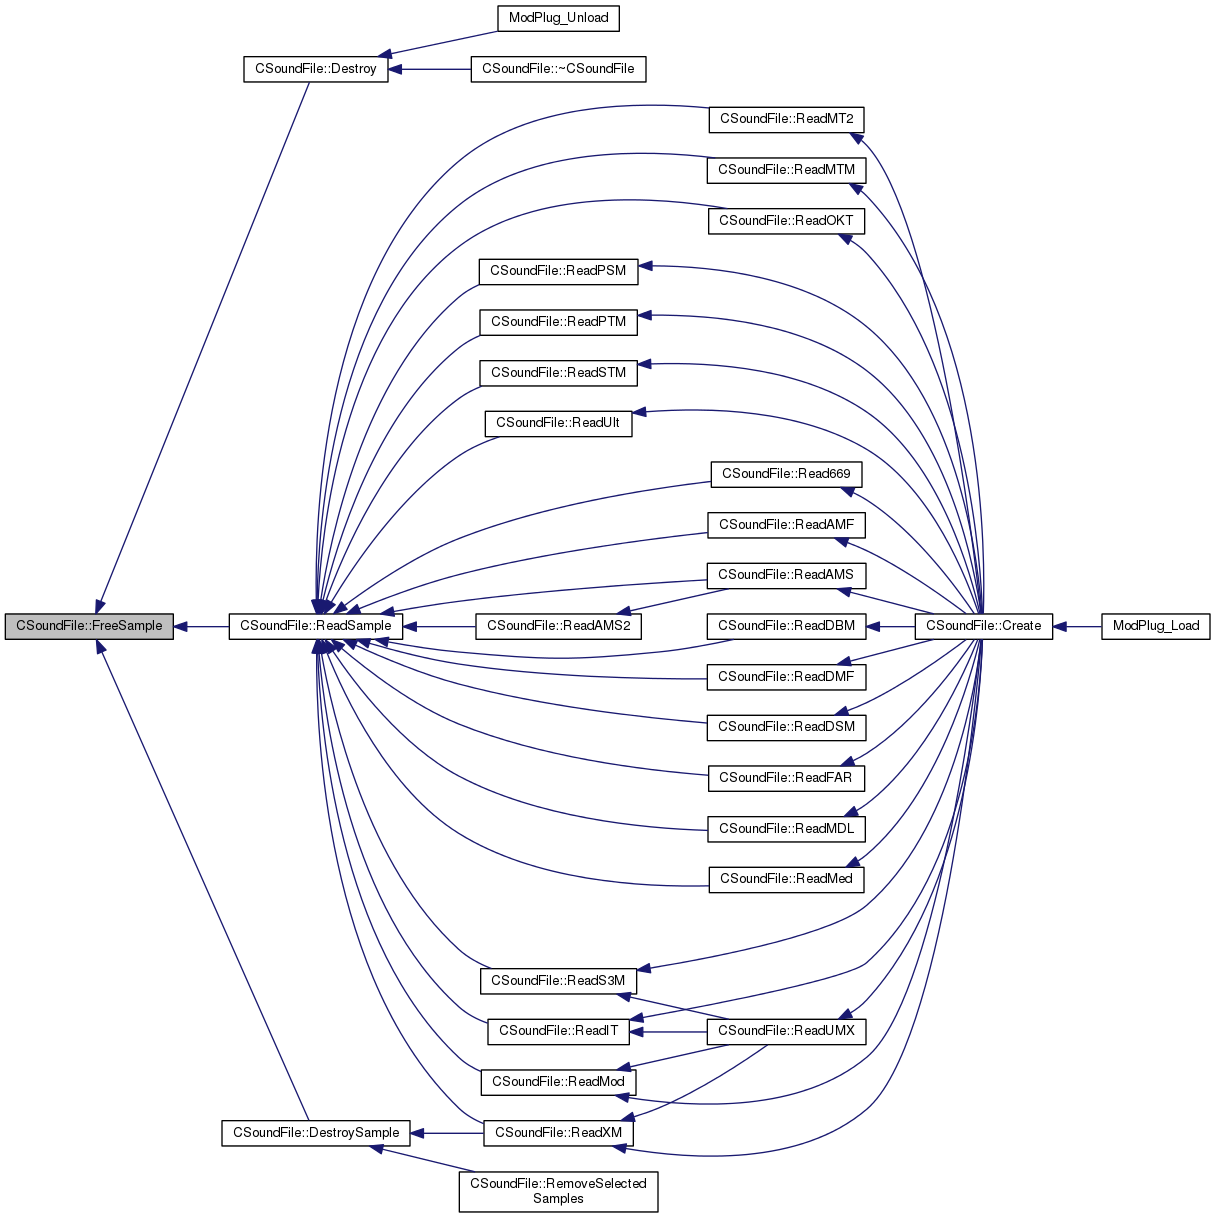 ModPlug_Unload
CSoundFile::Destroy
CSoundFile::~CSoundFile
CSoundFile::ReadMT2
CSoundFile::ReadMTM
CSoundFile::ReadOKT
CSoundFile::ReadPSM
CSoundFile::ReadPTM
CSoundFile::ReadSTM
CSoundFile::ReadUlt
CSoundFile::Read669
CSoundFile::ReadAMF
CSoundFile::ReadAMS
CSoundFile::FreeSample
CSoundFile::ReadSample
CSoundFile::ReadAMS2
CSoundFile::ReadDBM
CSoundFile::Create
ModPlug_Load
CSoundFile::ReadDMF
CSoundFile::ReadDSM
CSoundFile::ReadFAR
CSoundFile::ReadMDL
CSoundFile::ReadMed
CSoundFile::ReadS3M
CSoundFile::ReadIT
CSoundFile::ReadUMX
CSoundFile::ReadMod
CSoundFile::DestroySample
CSoundFile::ReadXM
CSoundFile::RemoveSelected
Samples